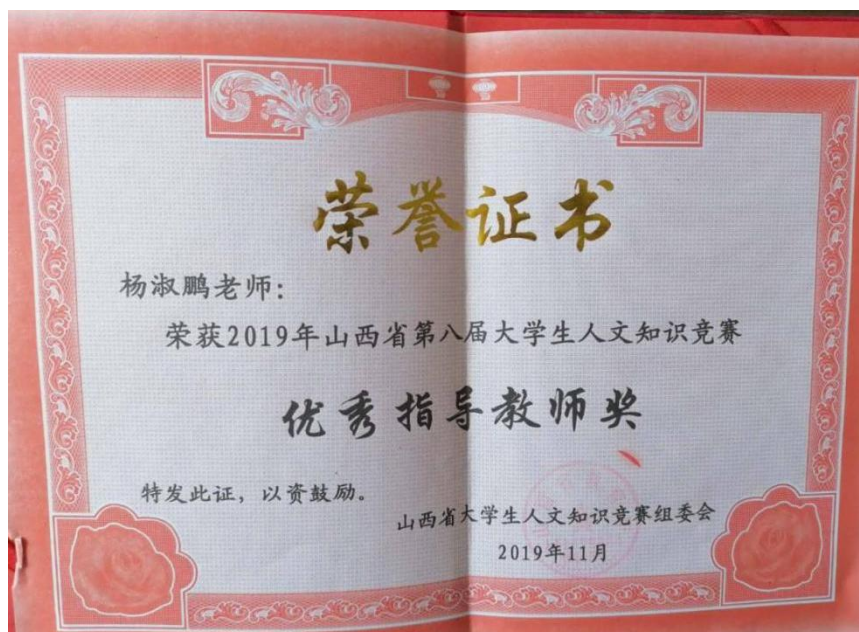 荣誉证书
杨淑鹏老师：
荣获2019年山西省第八届大学生人文知识竞赛
优秀指导教师奖
特发此证，以资鼓励。
山西省大学生人文知识竞赛组委会
2019年11月